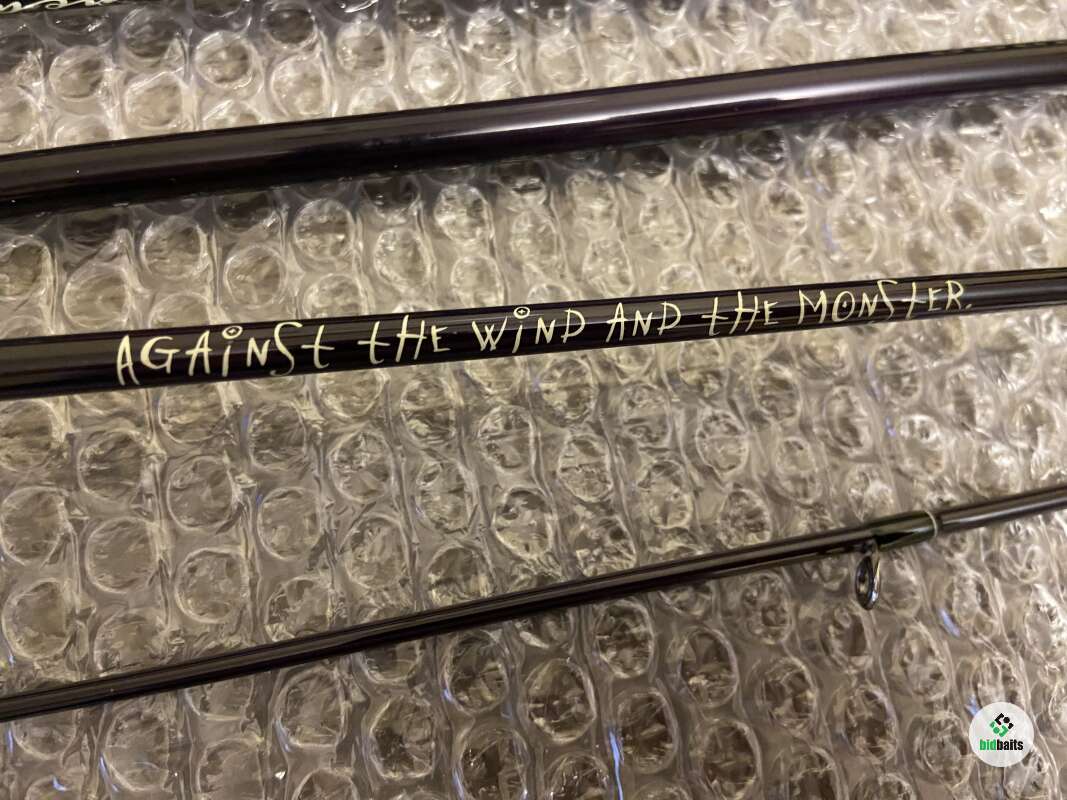 AGAiNSt tHE WiND AND tHE MONStER.
bidbaits